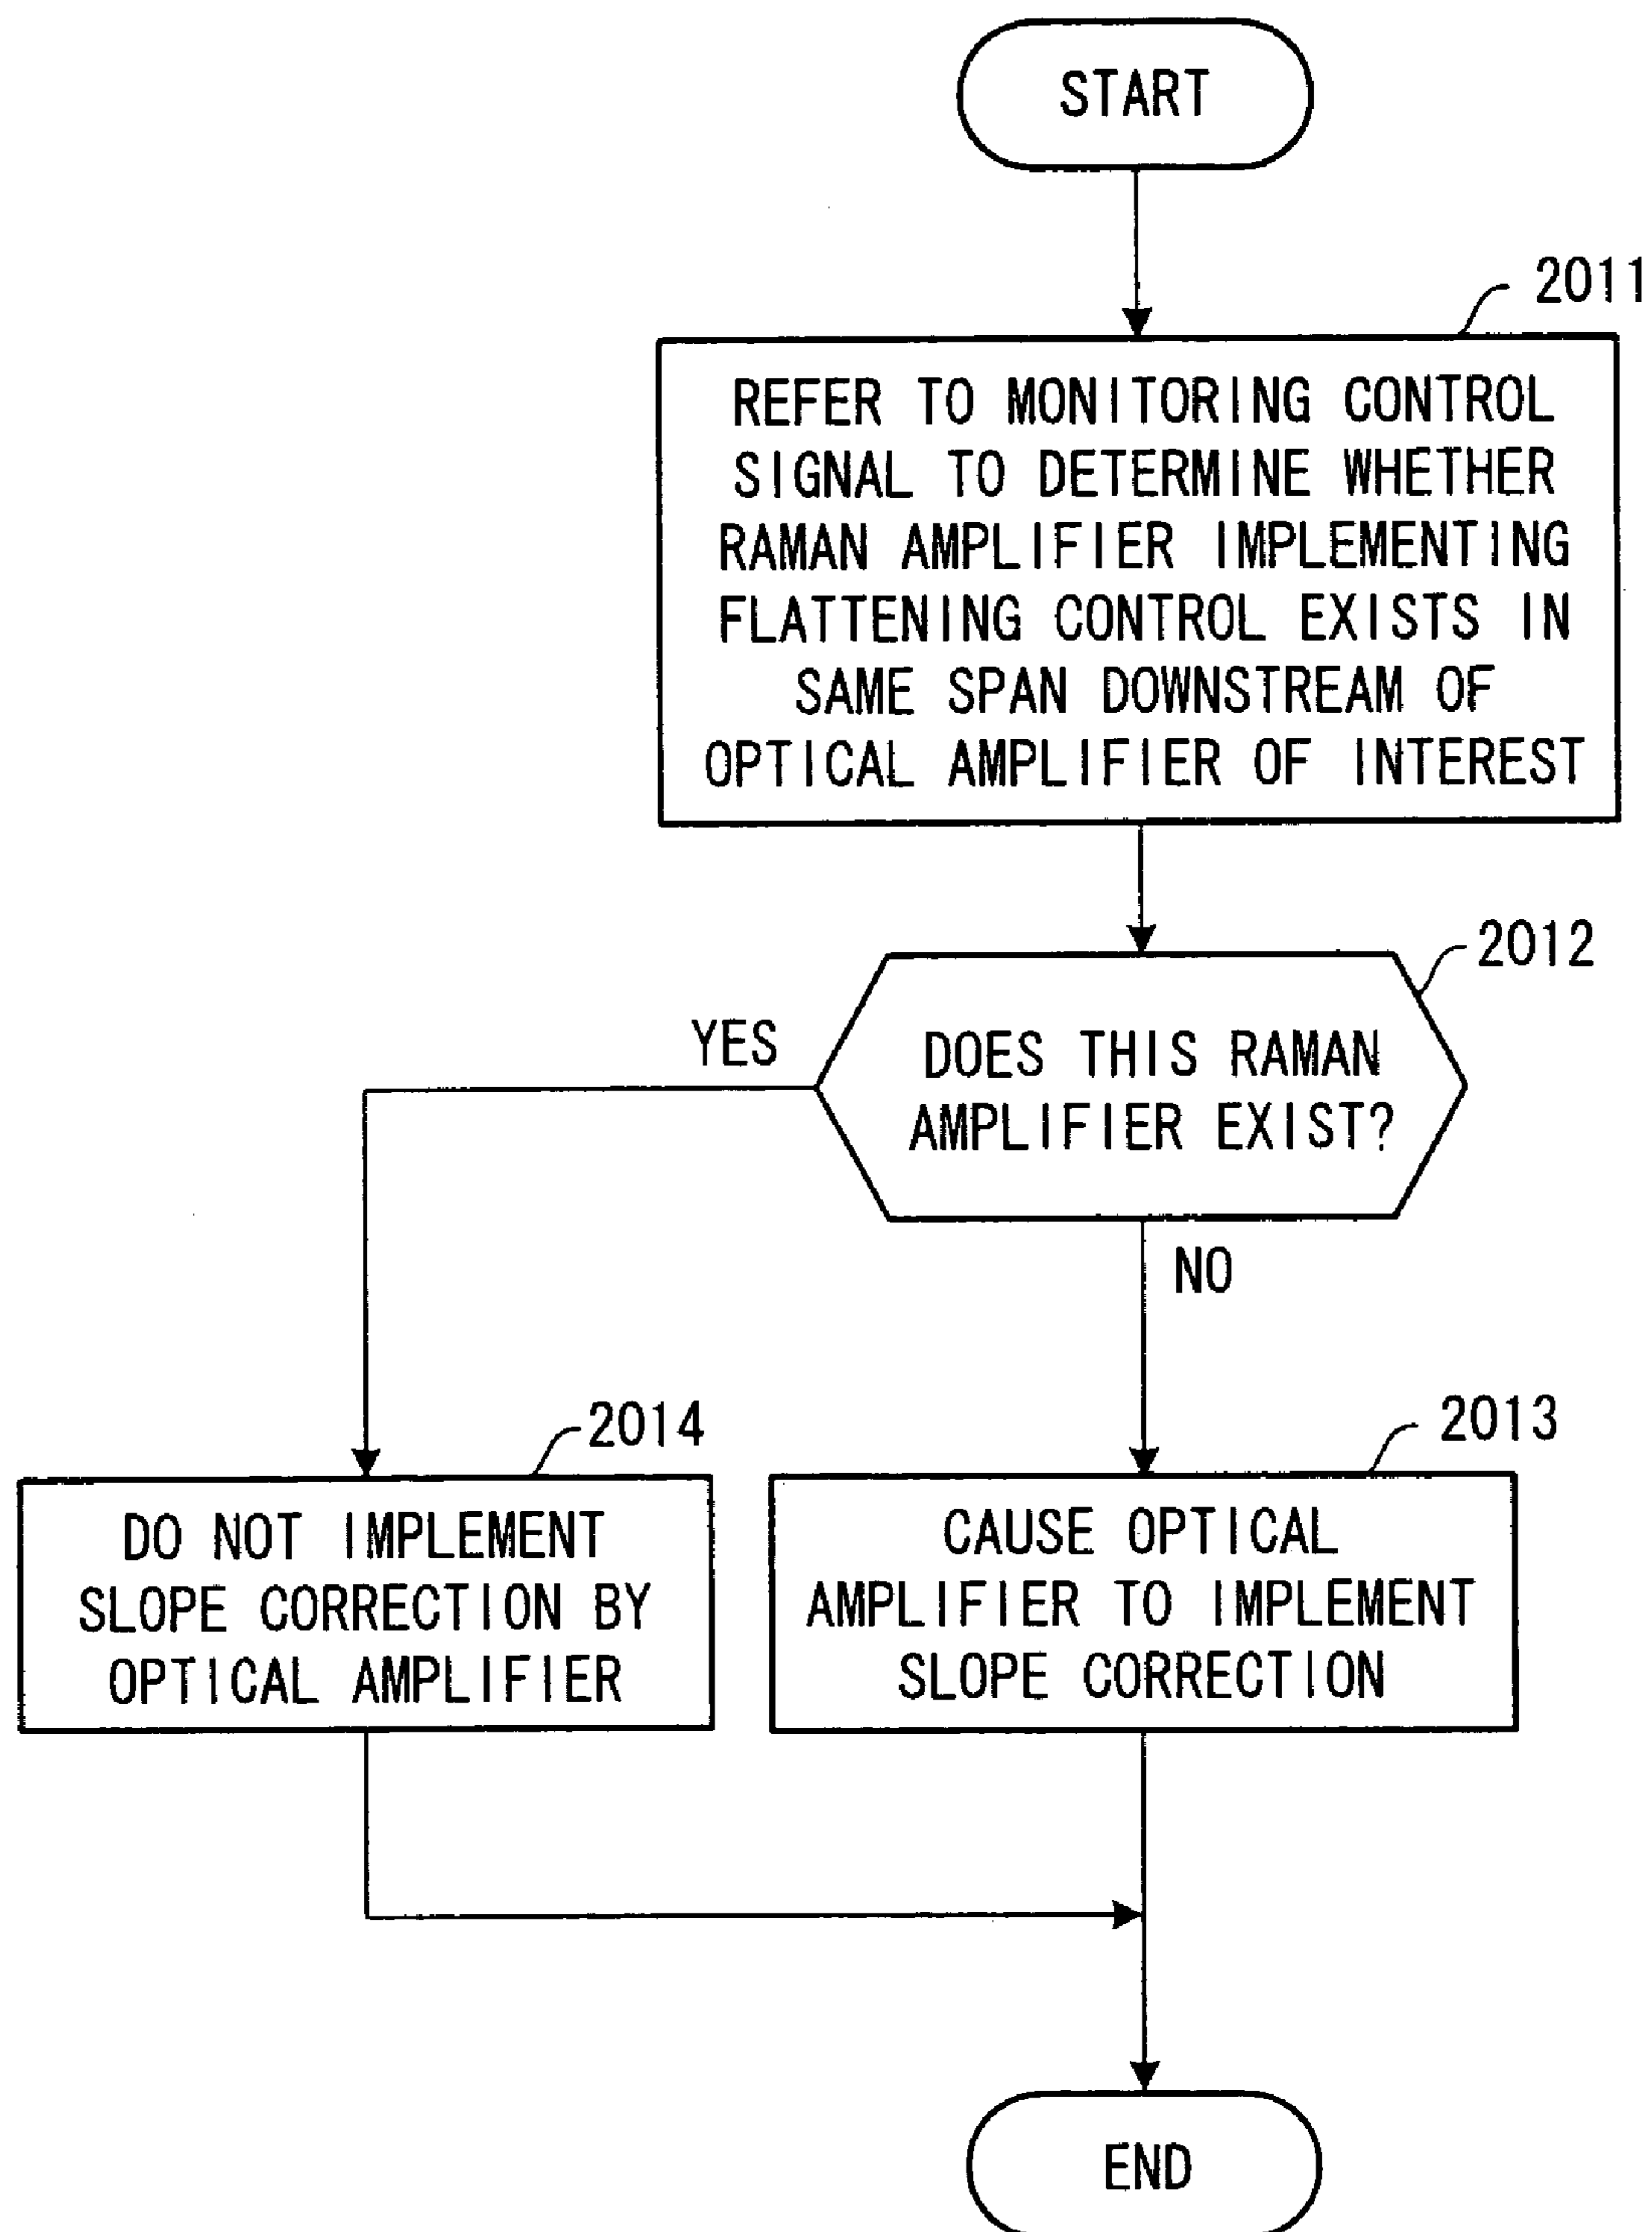 START
2011
REFER TO MONITORING CONTROL
SIGNAL TO DETERMINE WHETHER
RAMAN AMPLIFIER IMPLEMENTING
FLATTENING CONTROL EXISTS IN
SAME SPAN DOWNSTREAM OF
OPTICAL AMPLIFIER OF INTEREST
2012
DOES THIS RAMAN
AMPLIFIER EXIST?
YES
NO
2014
DO NOT IMPLEMENT
SLOPE CORRECTION BY
OPTICAL AMPLIFIER
2013
CAUSE OPTICAL
AMPLIFIER TO IMPLEMENT
SLOPE CORRECTION
END